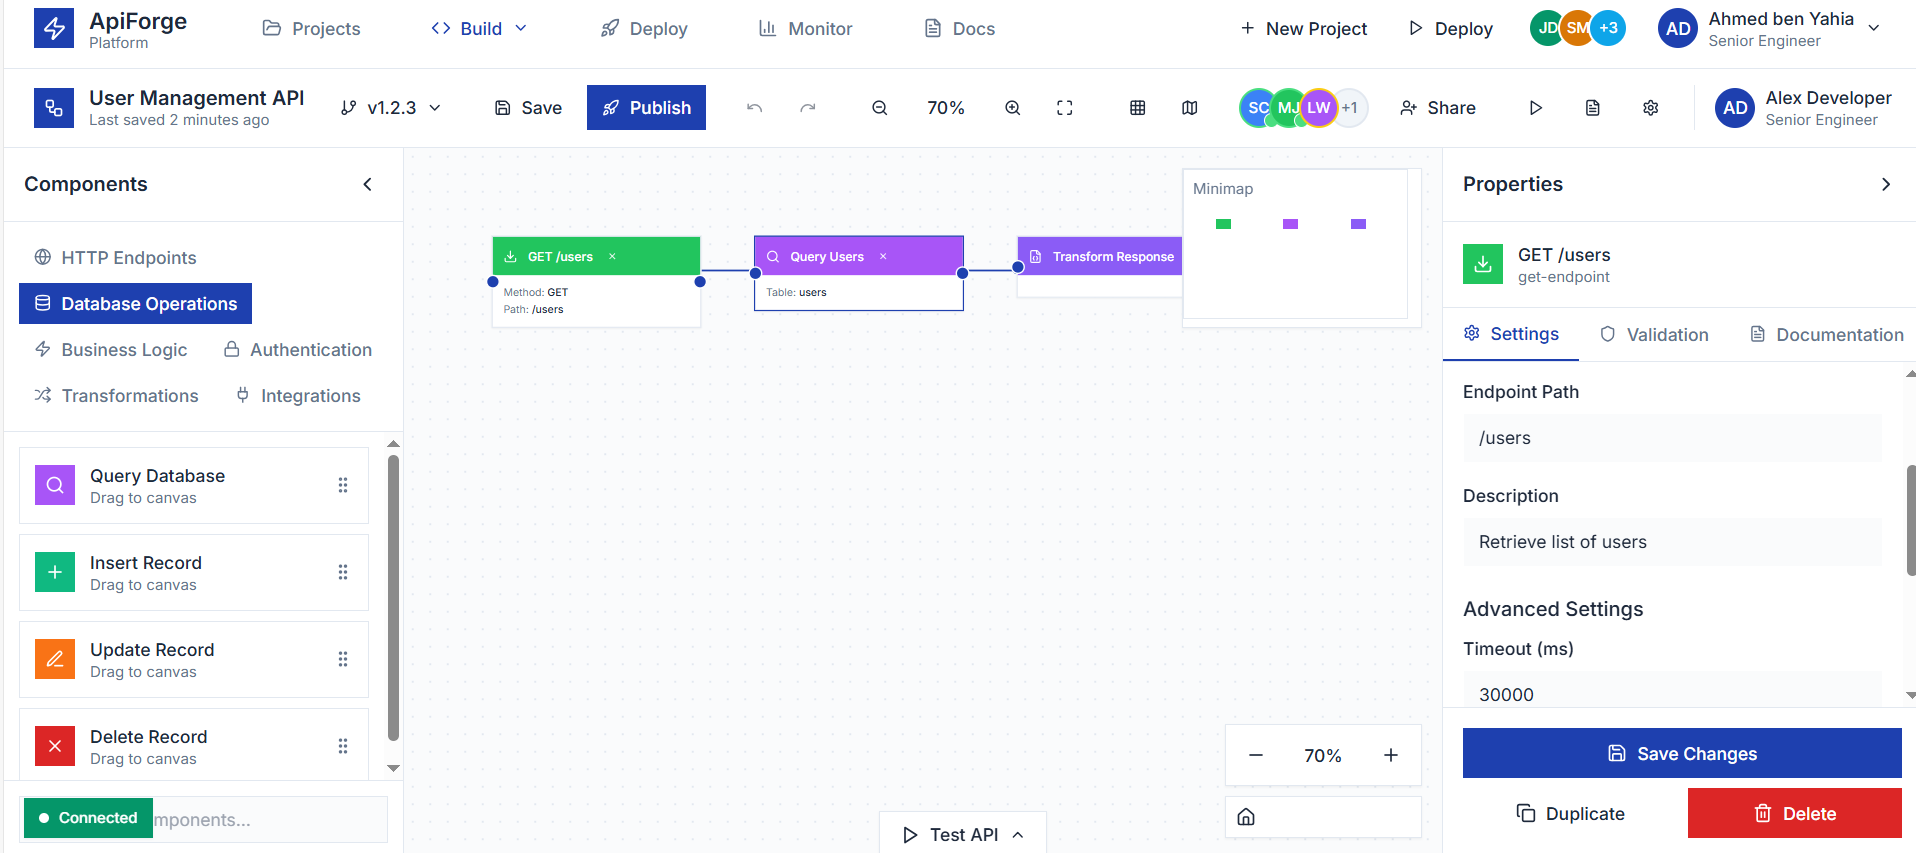 ApiForge
Platform
Projects
Build
Deploy
Monitor
Docs
New Project
Deploy
JD
SM
+3
AD
Ahmed ben Yahia
Senior Engineer
User Management API
Last saved 2 minutes ago
v1.2.3
Save
Publish
70%
SC
MJ
LW
+1
Share
AD
Alex Developer
Senior Engineer
Components
HTTP Endpoints
Database Operations
Business Logic
Authentication
Transformations
Integrations
Query Database
Drag to canvas
Insert Record
Drag to canvas
Update Record
Drag to canvas
Delete Record
Drag to canvas
Connected
mponents...
GET /users ×
Method: GET
Path: /users
Query Users ×
Table: users
Transform Response
Minimap
70%
Test API
Properties
GET /users
get-endpoint
Settings
Validation
Documentation
Endpoint Path
/users
Description
Retrieve list of users
Advanced Settings
Timeout (ms)
30000
Save Changes
Duplicate
Delete